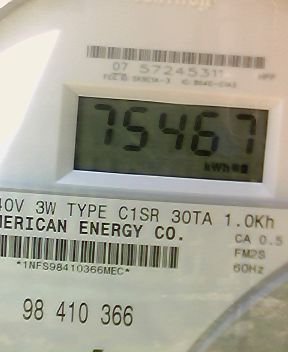 07 57245311
75467
kWh
40V 3W TYPE C1SR 30TA 1.0Kh
MERICAN ENERGY CO.
CA 0.5
FM2S
60Hz
*1NFS98410366MEC*
98 410 366